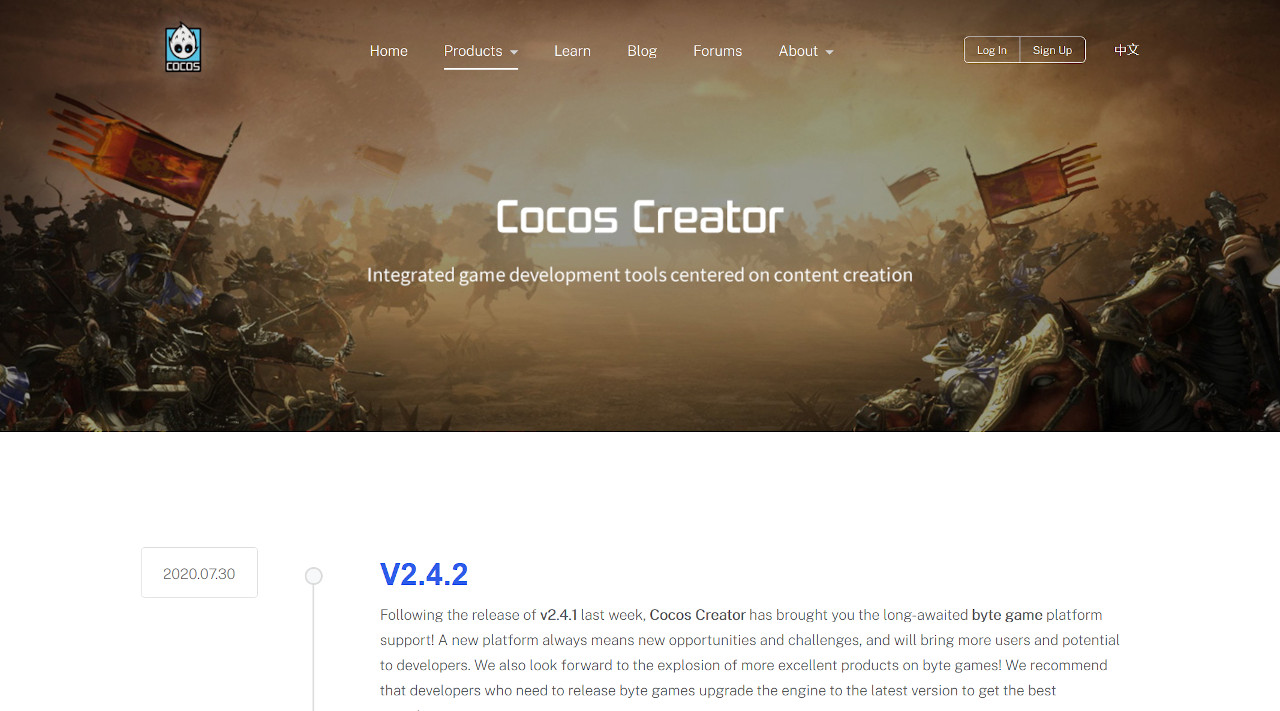 COCOS
Home
Products
Learn
Blog
Forums
About
Log In
Sign Up
中文
Cocos Creator
Integrated game development tools centered on content creation
2020.07.30
V2.4.2
Following the release of v2.4.1 last week, Cocos Creator has brought you the long-awaited byte game platform
support! A new platform always means new opportunities and challenges, and will bring more users and potential
to developers. We also look forward to the explosion of more excellent products on byte games! We recommend
that developers who need to release byte games upgrade the engine to the latest version to get the best